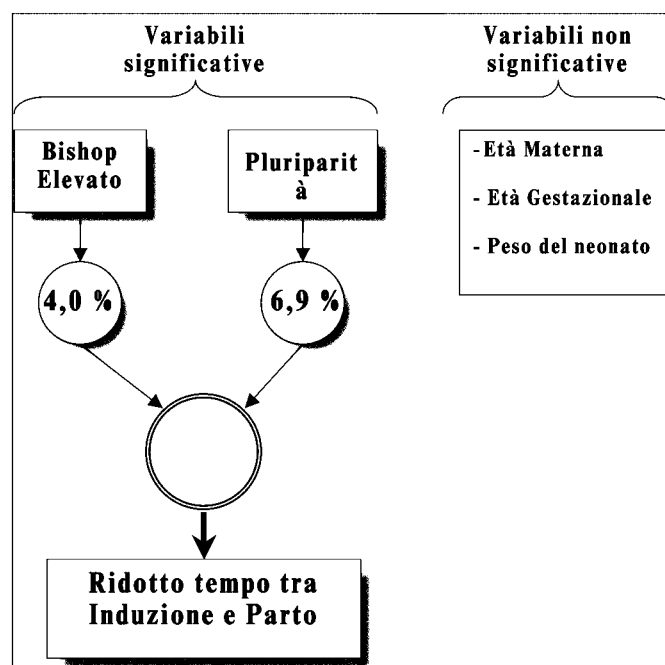 Variabili
significative
Variabili non
significative
Bishop
Elevato
Pluriparit
à
-Età Materna
- Età Gestazionale
- Peso del neonato
4,0 %
6,9 %
Ridotto tempo tra
Induzione e Parto